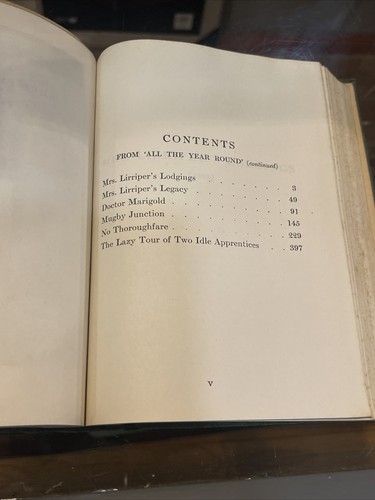 CONTENTS
FROM 'ALL THE YEAR ROUND' (continued)
Mrs. Lirriper's Lodgings . . . . . . . 3
Mrs. Lirriper's Legacy . . . . . . . 49
Doctor Marigold . . . . . . . . 91
Mugby Junction . . . . . . . . 145
No Thoroughfare . . . . . . . . 229
The Lazy Tour of Two Idle Apprentices . . 397
v